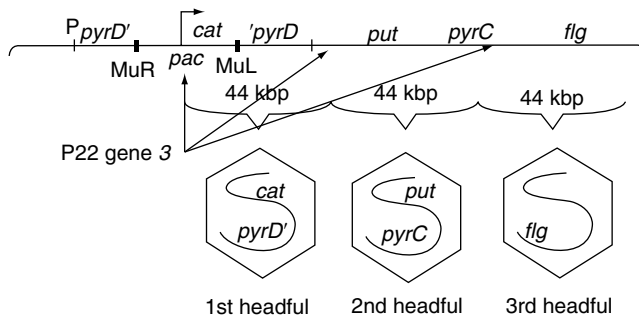 P pyrD' cat 'pyrD put pyrC flg
MuR pac MuL
44 kbp 44 kbp 44 kbp
P22 gene 3
cat put
pyrD' pyrC flg
1st headful 2nd headful 3rd headful